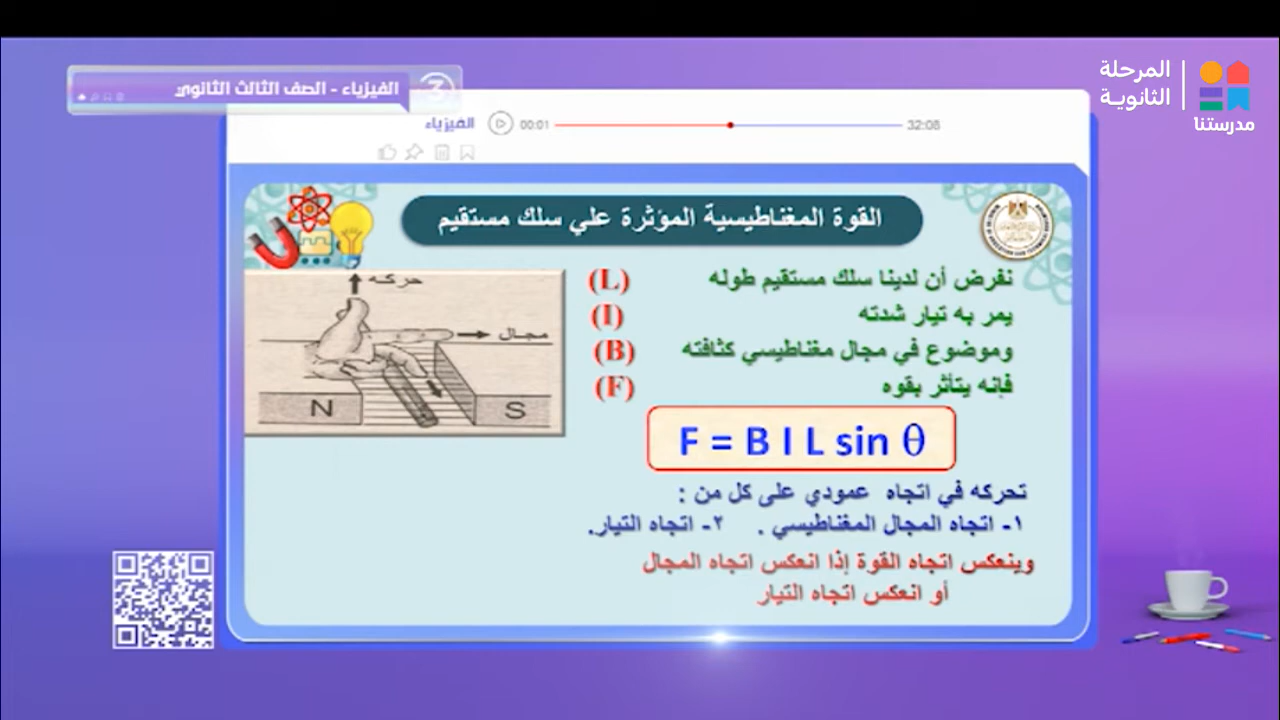 المرحلة
الثانوية
مدرستنا
3
الفيزياء - الصف الثالث الثانوي
الفيزياء
00:01
32:08
القوة المغناطيسية المؤثرة علي سلك مستقيم
نفرض أن لدينا سلك مستقيم طوله (L)
يمر به تيار شدته (I)
وموضوع في مجال مغناطيسي كثافته (B)
فإنه يتأثر بقوه (F)
حركه
مجال
N
S
F = B I L sin θ
تحركه في اتجاه عمودي على كل من :
١- اتجاه المجال المغناطيسي . ٢- اتجاه التيار.
وينعكس اتجاه القوة إذا انعكس اتجاه المجال
أو انعكس اتجاه التيار